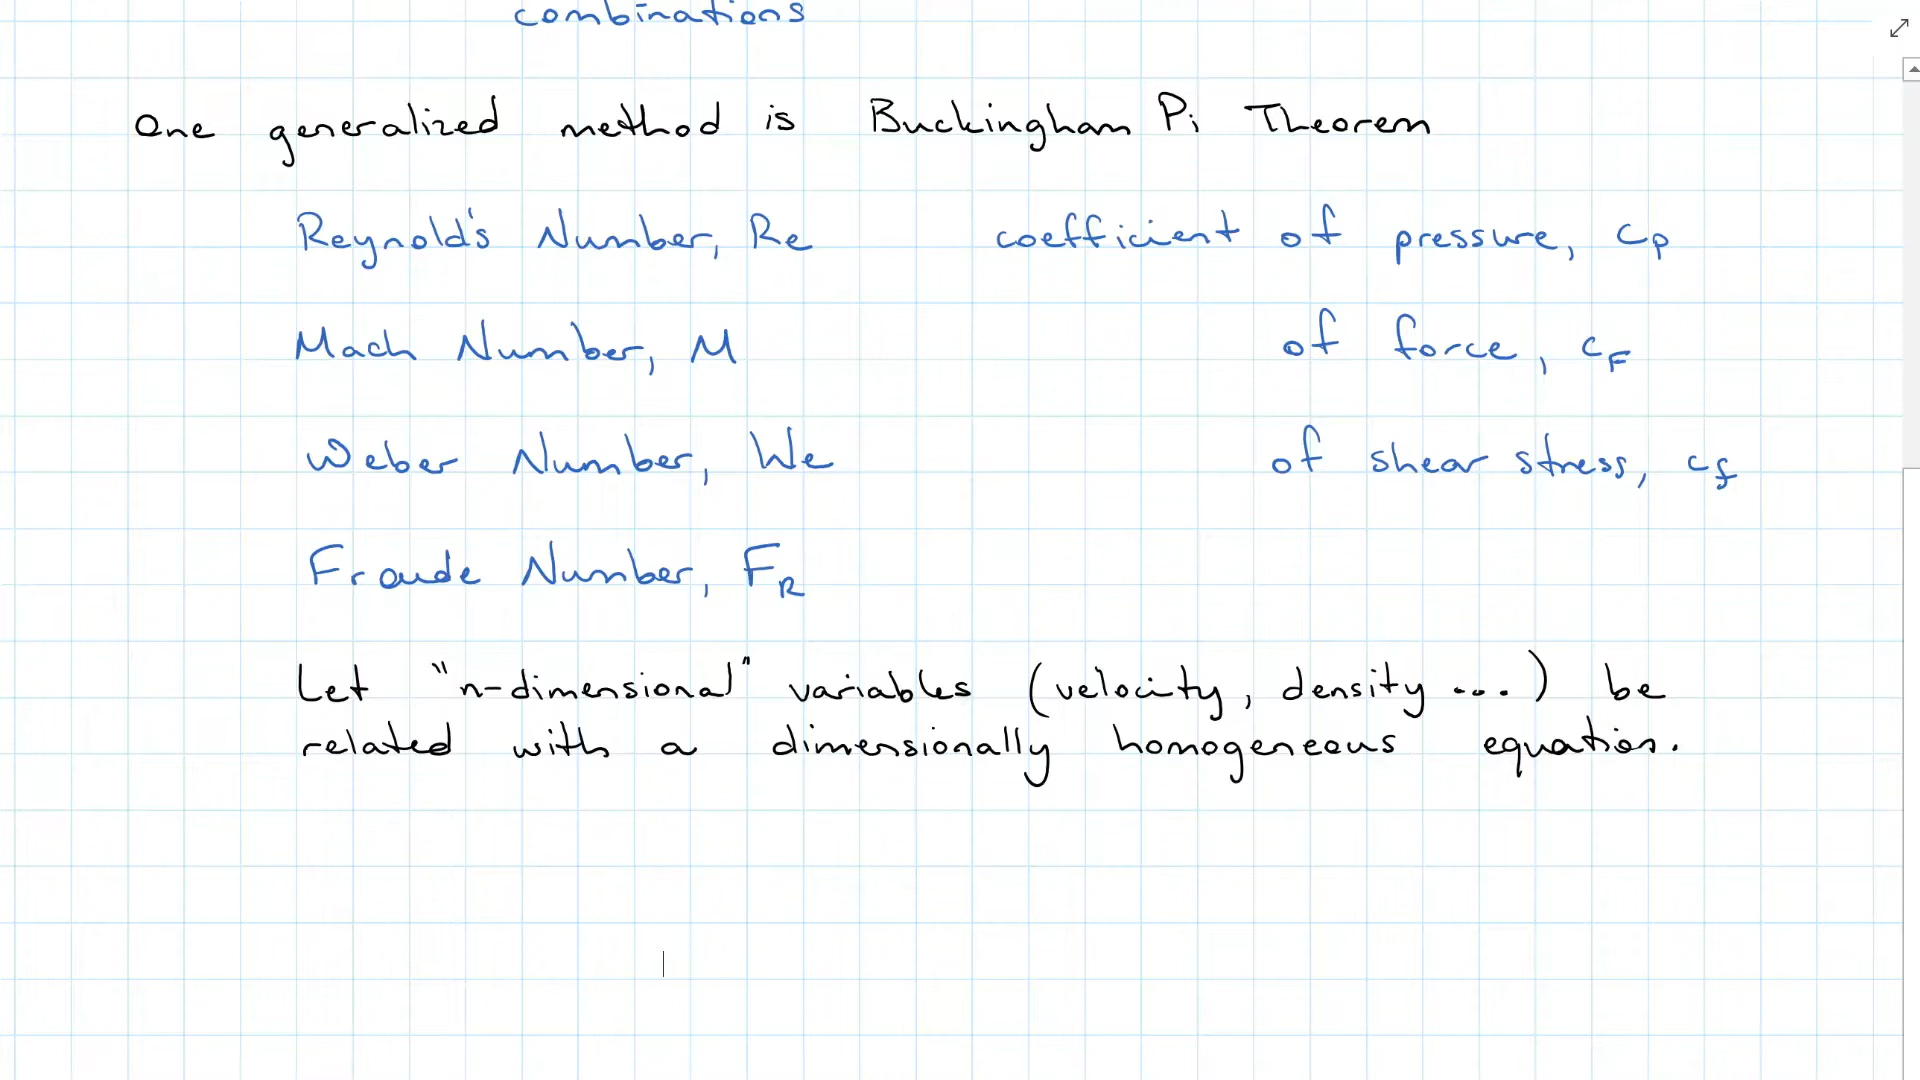 combinations
One generalized method is Buckingham Pi Theorem
Reynold's Number, Re coefficient of pressure, cp
Mach Number, M of force, cF
Weber Number, We of shear stress, cf
Froude Number, FR
Let "n-dimensional" variables (velocity, density ...) be
related with a dimensionally homogeneous equation.